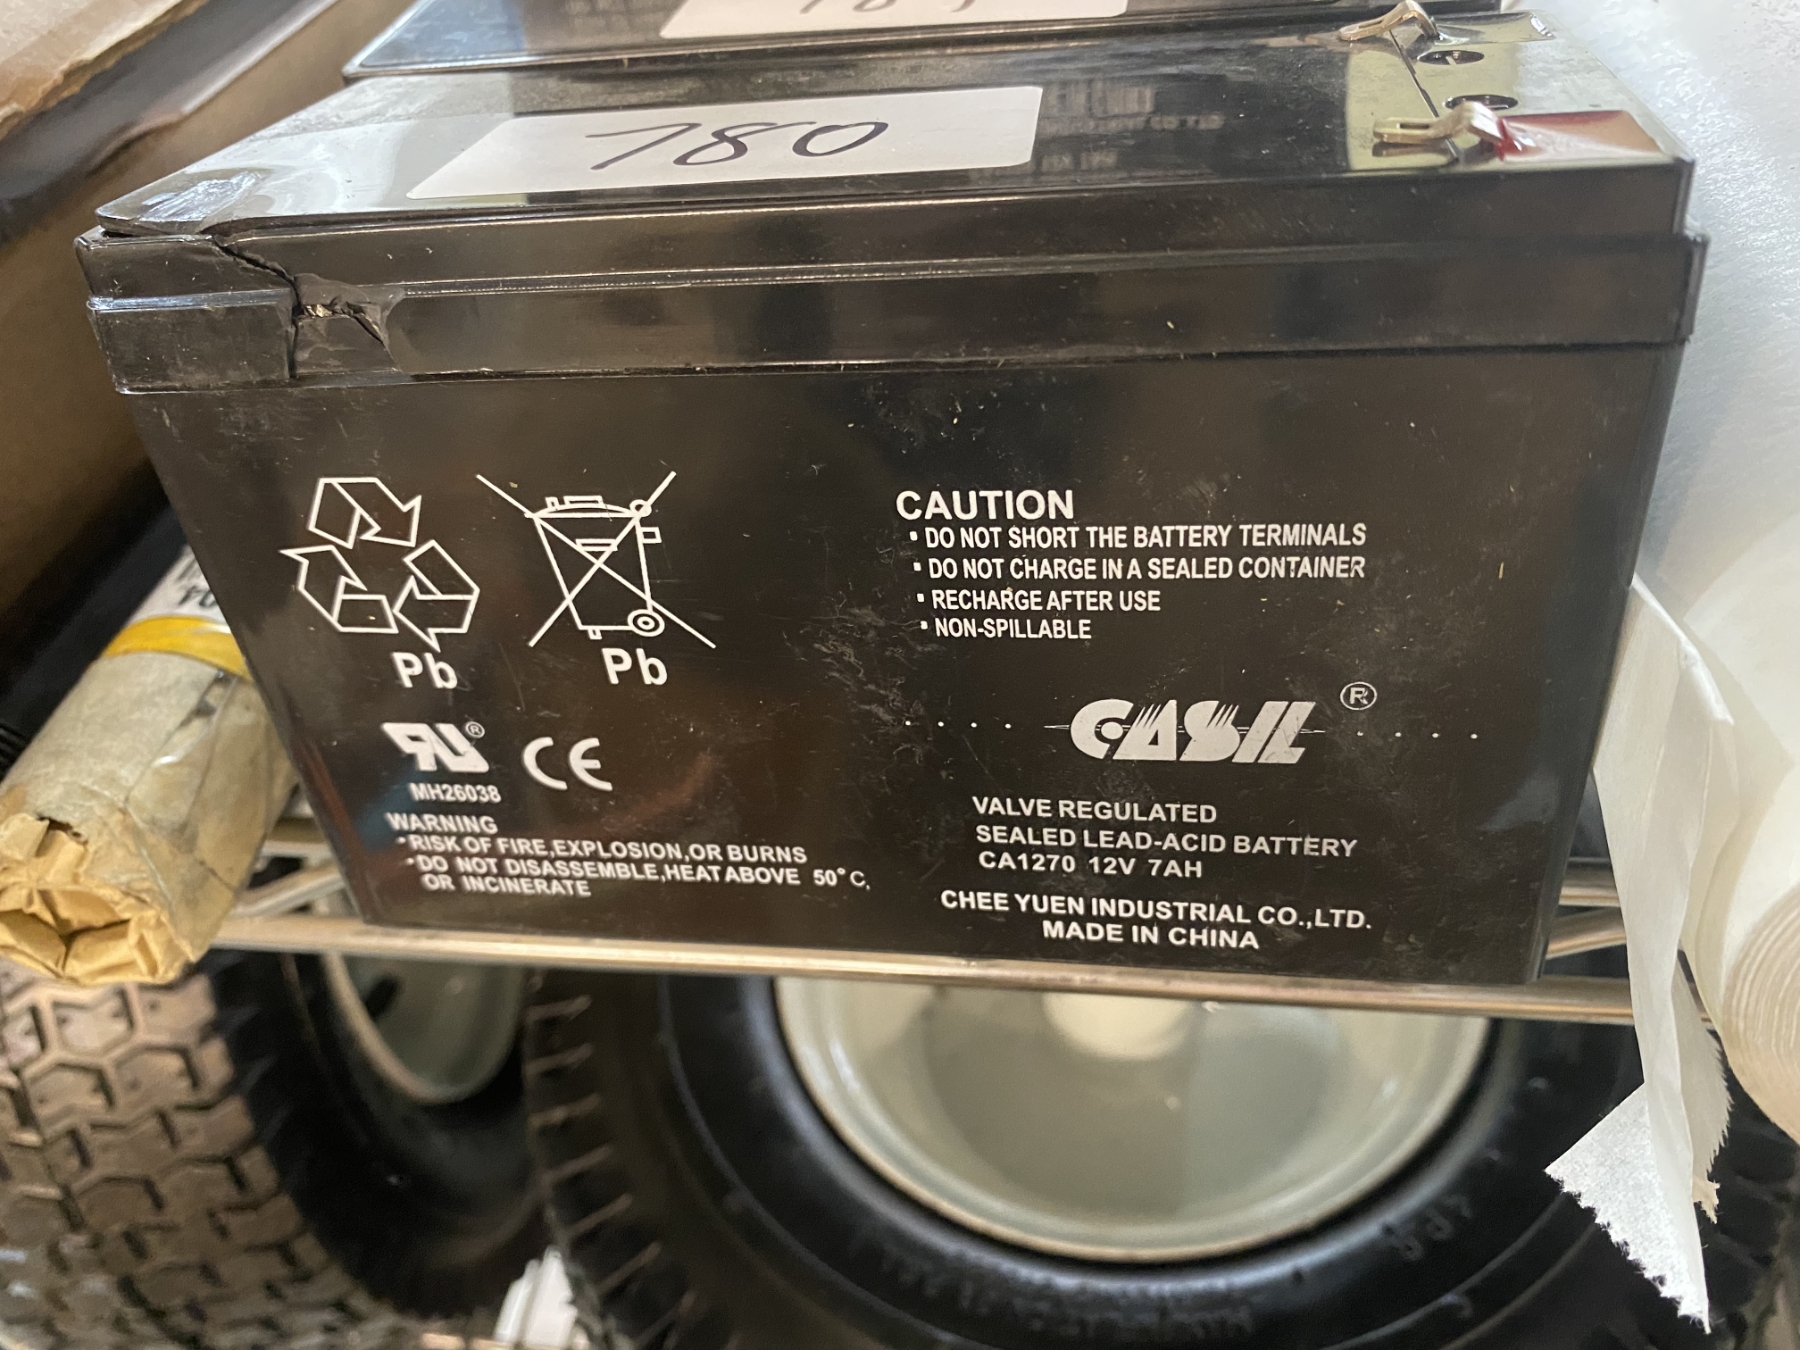 780
CAUTION
• DO NOT SHORT THE BATTERY TERMINALS
• DO NOT CHARGE IN A SEALED CONTAINER
• RECHARGE AFTER USE
• NON-SPILLABLE
Pb
Pb
CASIL®
UR®
CE
MH26038
WARNING
•RISK OF FIRE,EXPLOSION,OR BURNS
•DO NOT DISASSEMBLE,HEAT ABOVE 50°C,
OR INCINERATE
VALVE REGULATED
SEALED LEAD-ACID BATTERY
CA1270 12V 7AH
CHEE YUEN INDUSTRIAL CO.,LTD.
MADE IN CHINA